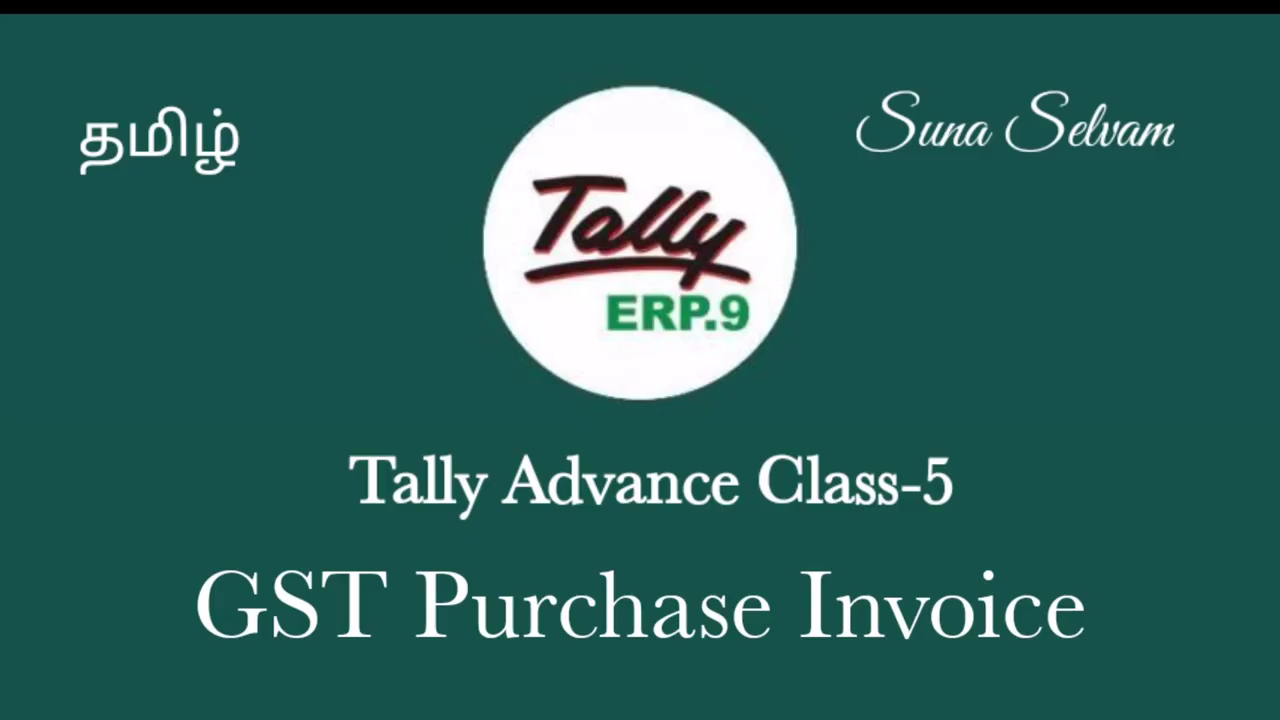 தமிழ்
Suna Selvam
Tally
ERP.9
Tally Advance Class-5
GST Purchase Invoice